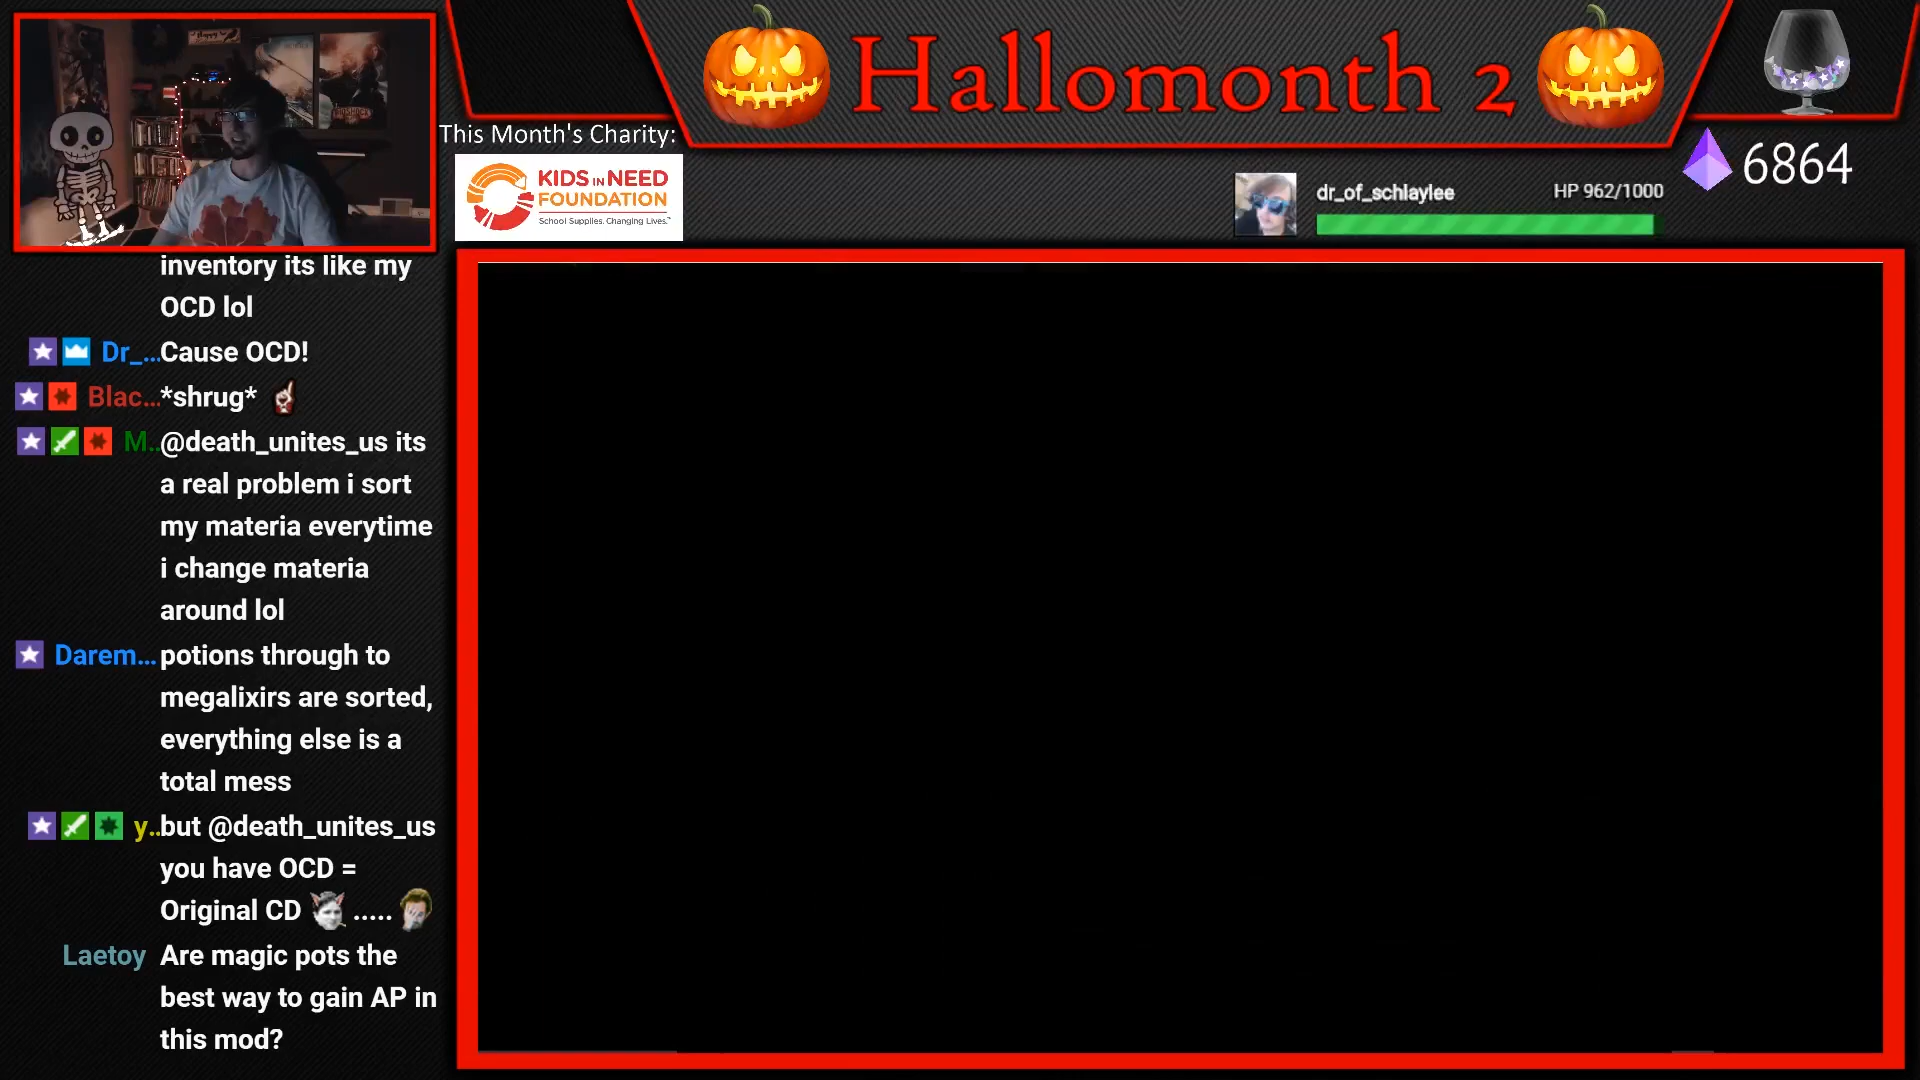 Hallomonth 2
This Month's Charity:
KIDS IN NEED
FOUNDATION
School Supplies. Changing Lives.
dr_of_schlaylee
HP 962/1000
6864
inventory its like my
OCD lol
Dr_... Cause OCD!
Blac... *shrug*
M.. @death_unites_us its
a real problem i sort
my materia everytime
i change materia
around lol
Darem... potions through to
megalixirs are sorted,
everything else is a
total mess
y.. but @death_unites_us
you have OCD =
Original CD .....
Laetoy Are magic pots the
best way to gain AP in
this mod?